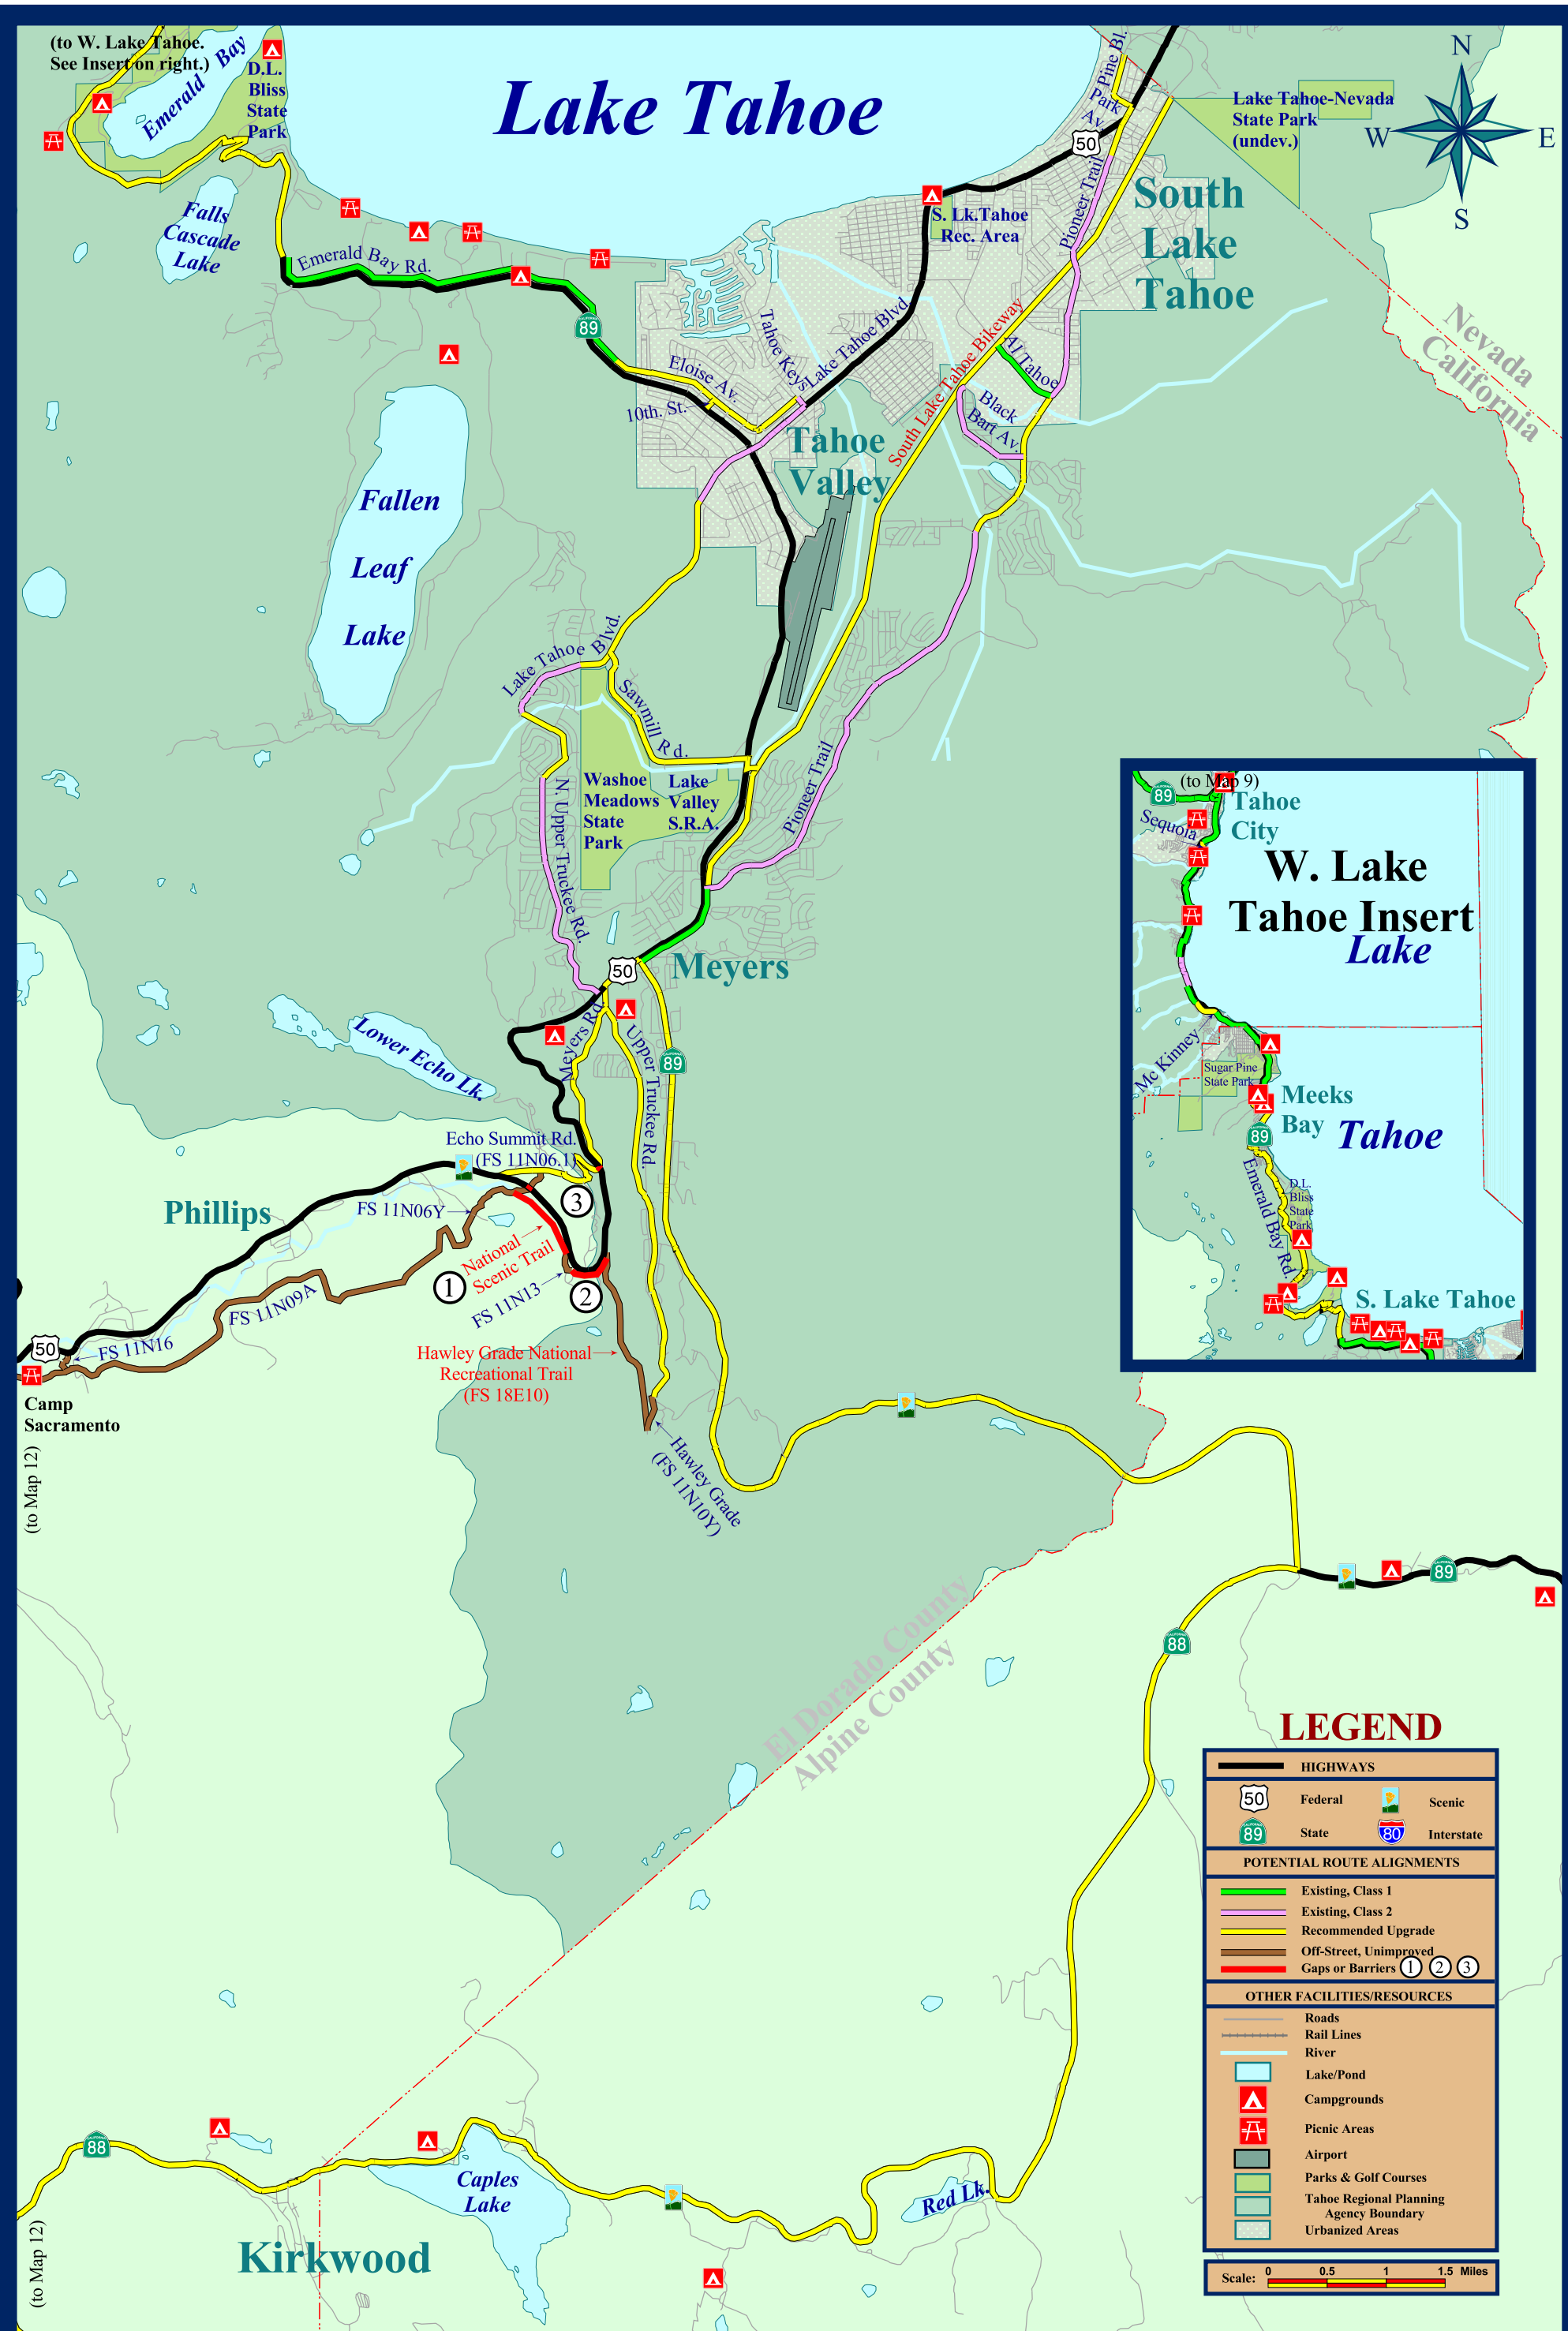 (to W. Lake Tahoe.
See Insert on right.)
Emerald Bay
D.L.
Bliss
State
Park
Lake Tahoe
Pine Bl.
Park
Av.
50
Pioneer Trail
Lake Tahoe-Nevada
State Park
(undev.)
N
W
E
S
South
Lake
Tahoe
S. Lk.Tahoe
Rec. Area
Falls
Cascade
Lake
Emerald Bay Rd.
CALIFORNIA
89
Tahoe Keys
Lake Tahoe Blvd
Eloise Av.
10th. St.
South Lake Tahoe Bikeway
Al Tahoe
Black
Bart Av.
Nevada
California
Tahoe
Valley
Fallen
Leaf
Lake
Lake Tahoe Blvd.
Sawmill Rd.
Washoe
Meadows
State
Park
Lake
Valley
S.R.A.
Pioneer Trail
N. Upper Truckee Rd.
50
Meyers
(to Map 9)
89
Tahoe
City
Sequoia
W. Lake
Tahoe Insert
Lake
Mc Kinney
Sugar Pine
State Park
Meeks
Bay
Tahoe
89
Emerald Bay Rd.
D.L.
Bliss
State
Park
S. Lake Tahoe
Lower Echo Lk.
Meyers Rd.
Upper Truckee Rd.
89
Echo Summit Rd.
(FS 11N06.1)
3
Phillips
FS 11N06Y
National
Scenic Trail
1
FS 11N13
2
FS 11N09A
50
FS 11N16
Hawley Grade National
Recreational Trail
(FS 18E10)
Camp
Sacramento
(to Map 12)
Hawley Grade
(FS 11N10Y)
89
88
El Dorado County
Alpine County
LEGEND
HIGHWAYS
50
Federal
Scenic
89
State
80
Interstate
POTENTIAL ROUTE ALIGNMENTS
Existing, Class 1
Existing, Class 2
Recommended Upgrade
Off-Street, Unimproved
Gaps or Barriers 1 2 3
OTHER FACILITIES/RESOURCES
Roads
Rail Lines
River
Lake/Pond
Campgrounds
Picnic Areas
Airport
Parks & Golf Courses
Tahoe Regional Planning
Agency Boundary
Urbanized Areas
Scale:
0 0.5 1 1.5 Miles
88
Caples
Lake
Red Lk.
Kirkwood
(to Map 12)